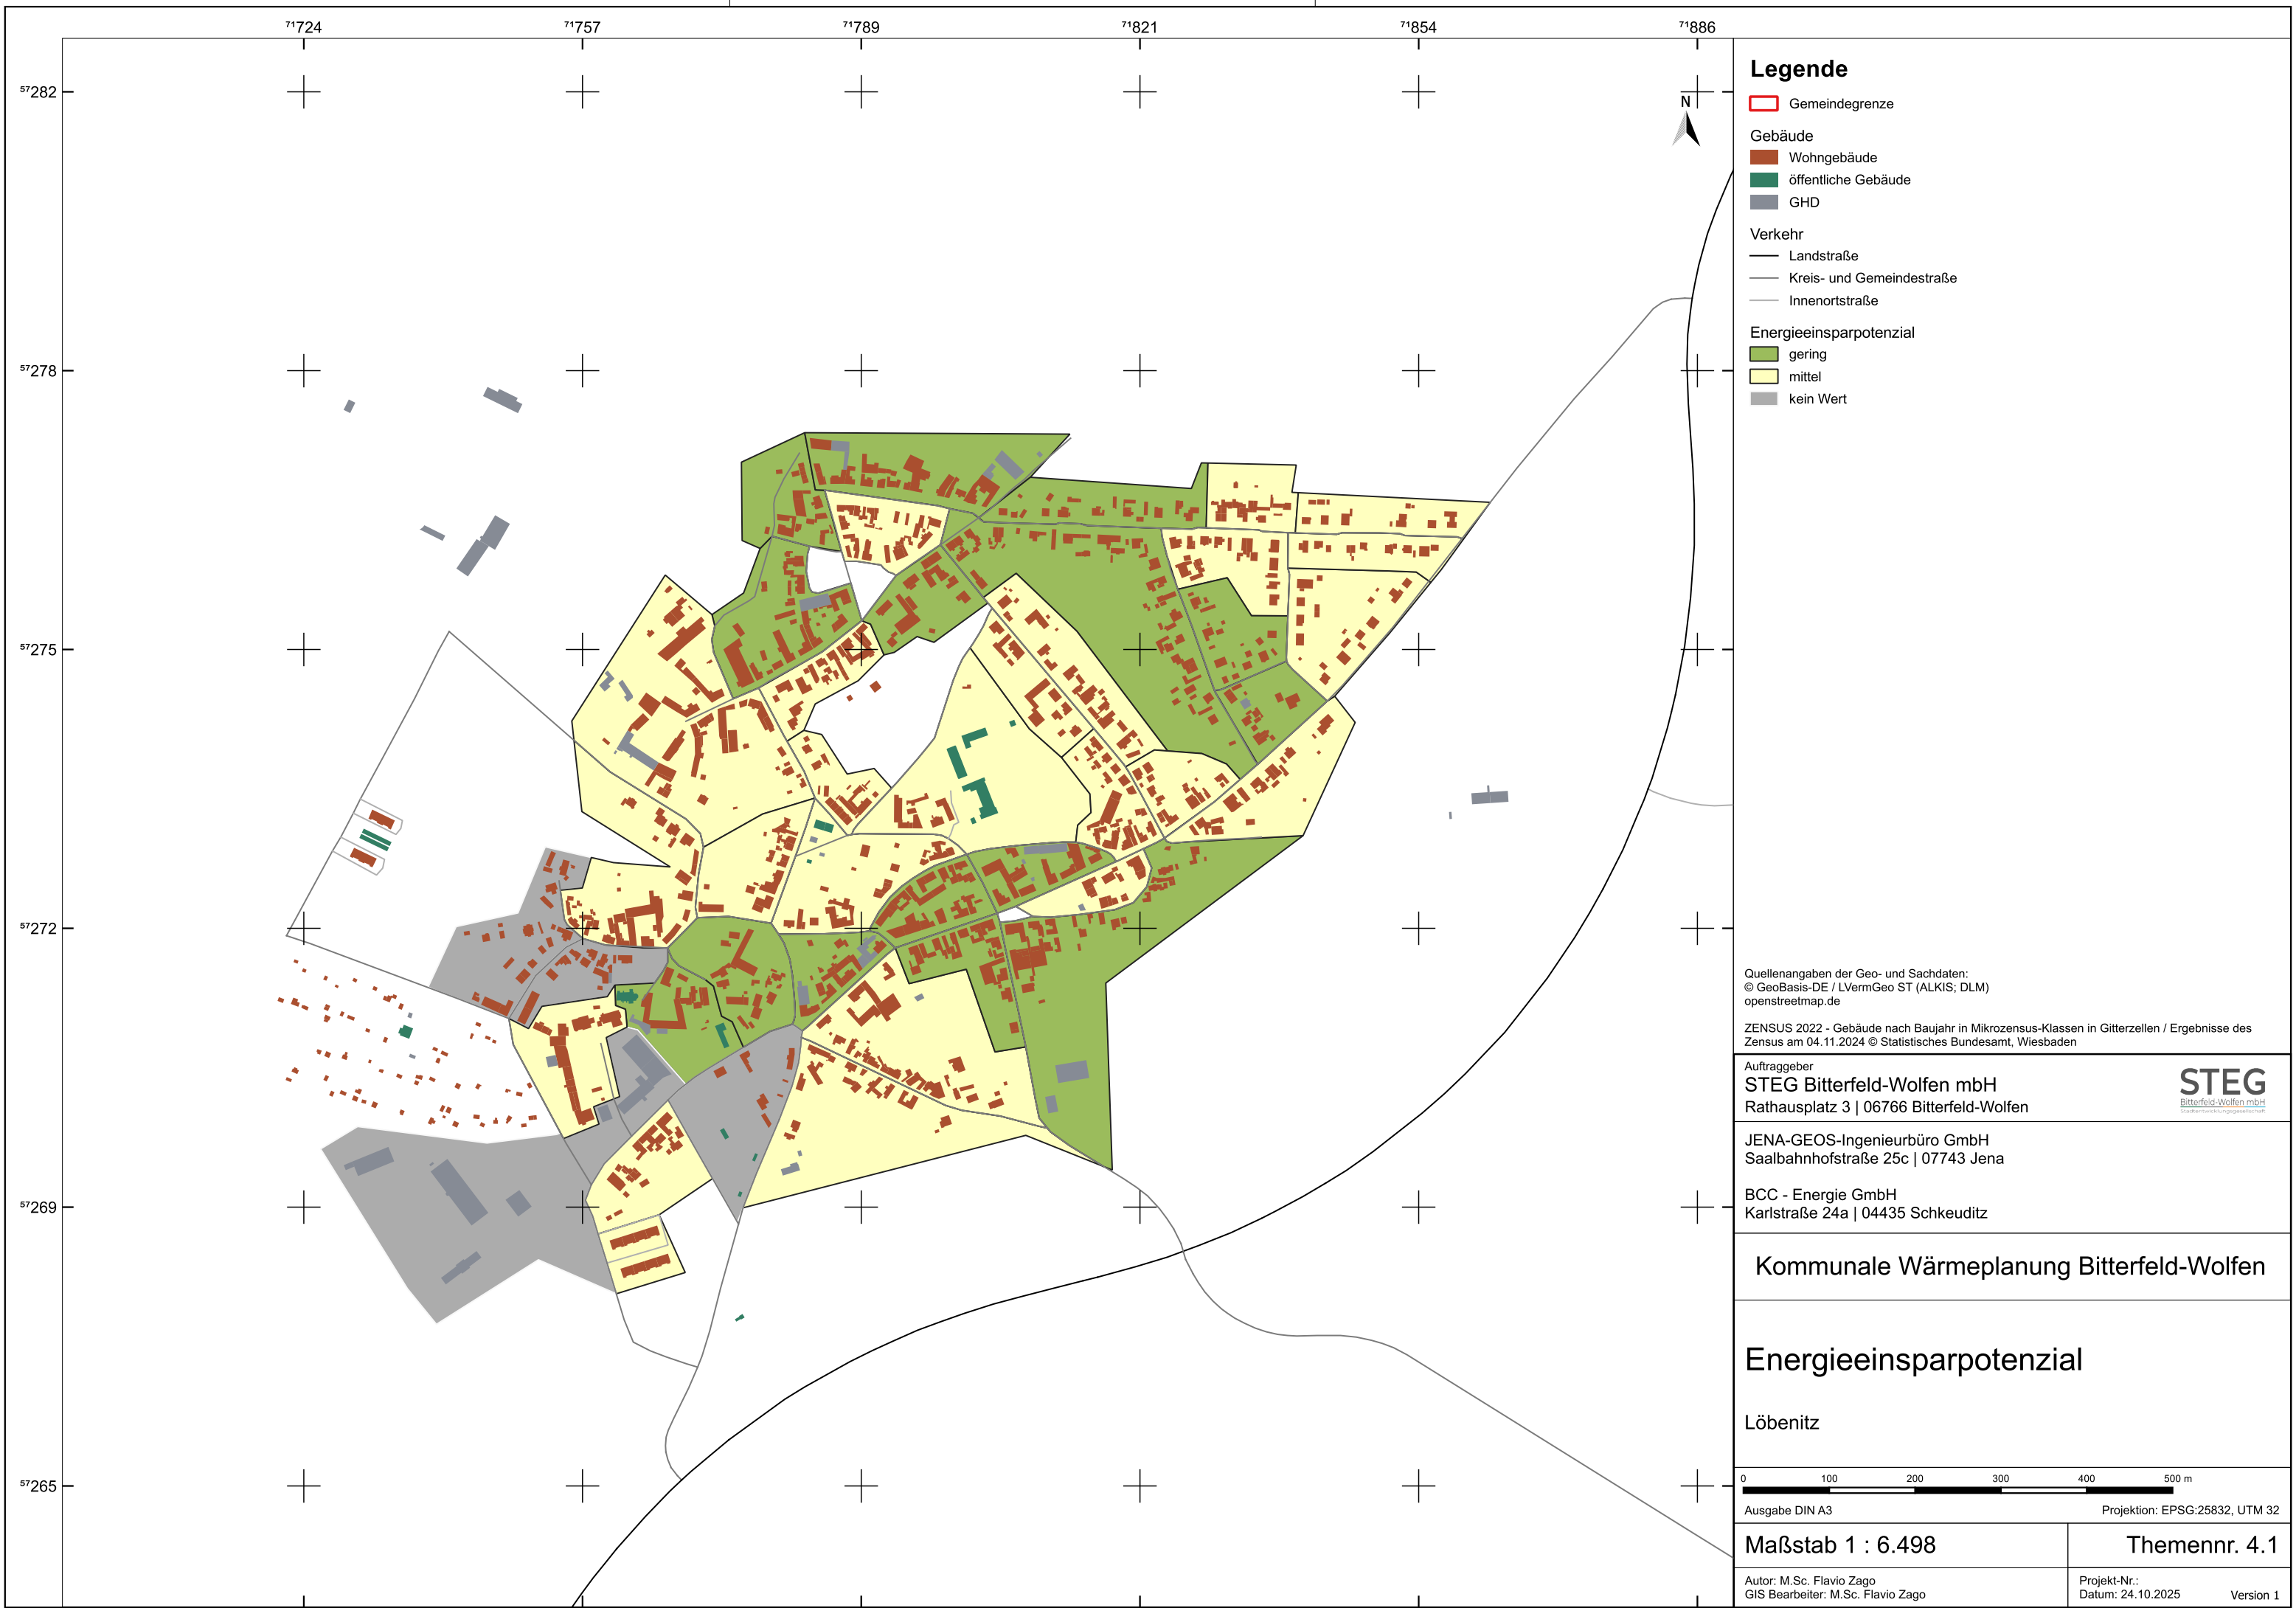 ⁷¹724 ⁷¹757 ⁷¹789 ⁷¹821 ⁷¹854 ⁷¹886
⁵⁷282
⁵⁷278
⁵⁷275
⁵⁷272
⁵⁷269
⁵⁷265
N
Legende
Gemeindegrenze
Gebäude
Wohngebäude
öffentliche Gebäude
GHD
Verkehr
Landstraße
Kreis- und Gemeindestraße
Innenortstraße
Energieeinsparpotenzial
gering
mittel
kein Wert
Quellenangaben der Geo- und Sachdaten:
© GeoBasis-DE / LVermGeo ST (ALKIS; DLM)
openstreetmap.de
ZENSUS 2022 - Gebäude nach Baujahr in Mikrozensus-Klassen in Gitterzellen / Ergebnisse des
Zensus am 04.11.2024 © Statistisches Bundesamt, Wiesbaden
Auftraggeber
STEG Bitterfeld-Wolfen mbH
Rathausplatz 3 | 06766 Bitterfeld-Wolfen
STEG
Bitterfeld-Wolfen mbH
Stadtentwicklungsgesellschaft
JENA-GEOS-Ingenieurbüro GmbH
Saalbahnhofstraße 25c | 07743 Jena
BCC - Energie GmbH
Karlstraße 24a | 04435 Schkeuditz
Kommunale Wärmeplanung Bitterfeld-Wolfen
Energieeinsparpotenzial
Löbenitz
0 100 200 300 400 500 m
Ausgabe DIN A3 Projektion: EPSG:25832, UTM 32
Maßstab 1 : 6.498 Themennr. 4.1
Autor: M.Sc. Flavio Zago
GIS Bearbeiter: M.Sc. Flavio Zago
Projekt-Nr.:
Datum: 24.10.2025 Version 1